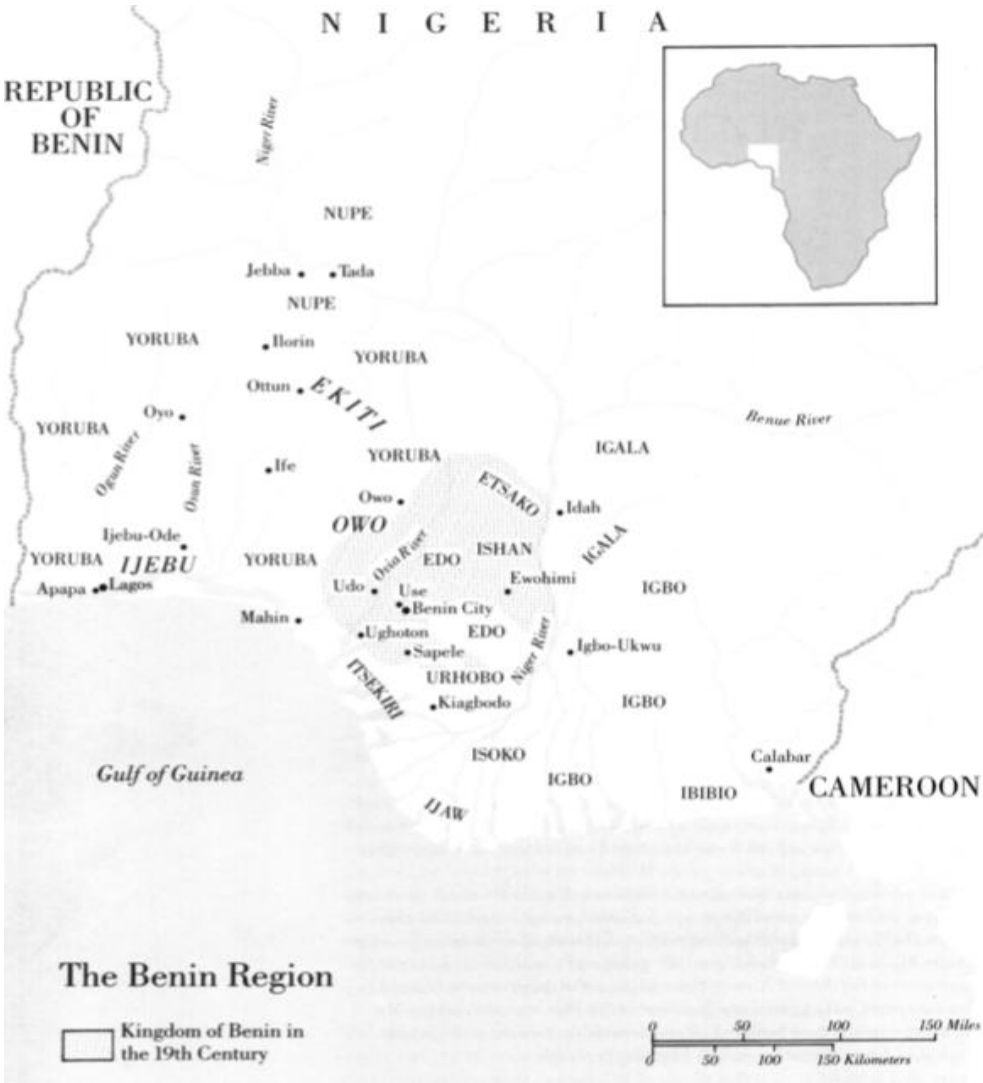 NIGERIA
REPUBLIC
OF
BENIN
Niger River
NUPE
Jebba
Tada
NUPE
YORUBA
Ilorin
YORUBA
Ottun
EKITI
Oyo
YORUBA
Benue River
Ogun River
Osun River
YORUBA
IGALA
Ife
ETSAKO
Owo
Idah
OWO
Ijebu-Ode
Osia River
ISHAN
IGALA
YORUBA
IJEBU
YORUBA
EDO
Apapa
Lagos
Udo
Use
Ewohimi
IGBO
Benin City
Mahin
Ughoton
EDO
Niger River
Sapele
Igbo-Ukwu
ITSEKIRI
URHOBO
Kiagbodo
IGBO
ISOKO
Calabar
Gulf of Guinea
IGBO
IBIBIO
CAMEROON
IJAW
The Benin Region
Kingdom of Benin in
the 19th Century
0 50 100 150 Miles
0 50 100 150 Kilometers